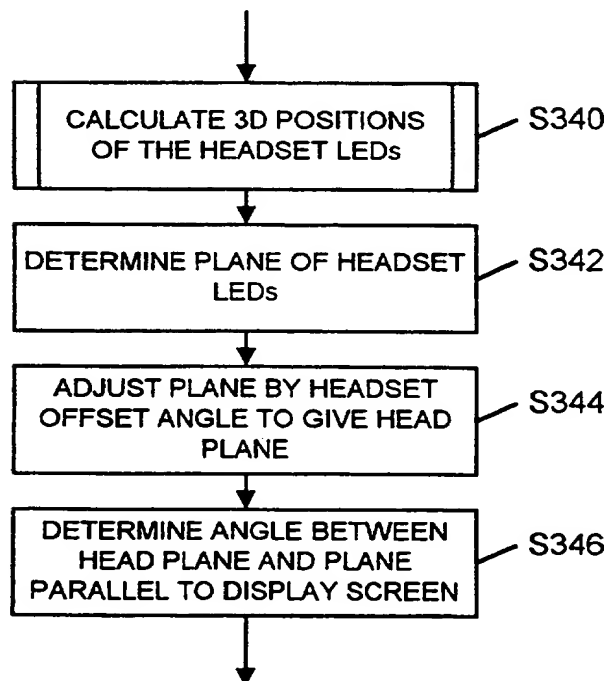 CALCULATE 3D POSITIONS
OF THE HEADSET LEDs
S340
DETERMINE PLANE OF HEADSET
LEDs
S342
ADJUST PLANE BY HEADSET
OFFSET ANGLE TO GIVE HEAD
PLANE
S344
DETERMINE ANGLE BETWEEN
HEAD PLANE AND PLANE
PARALLEL TO DISPLAY SCREEN
S346